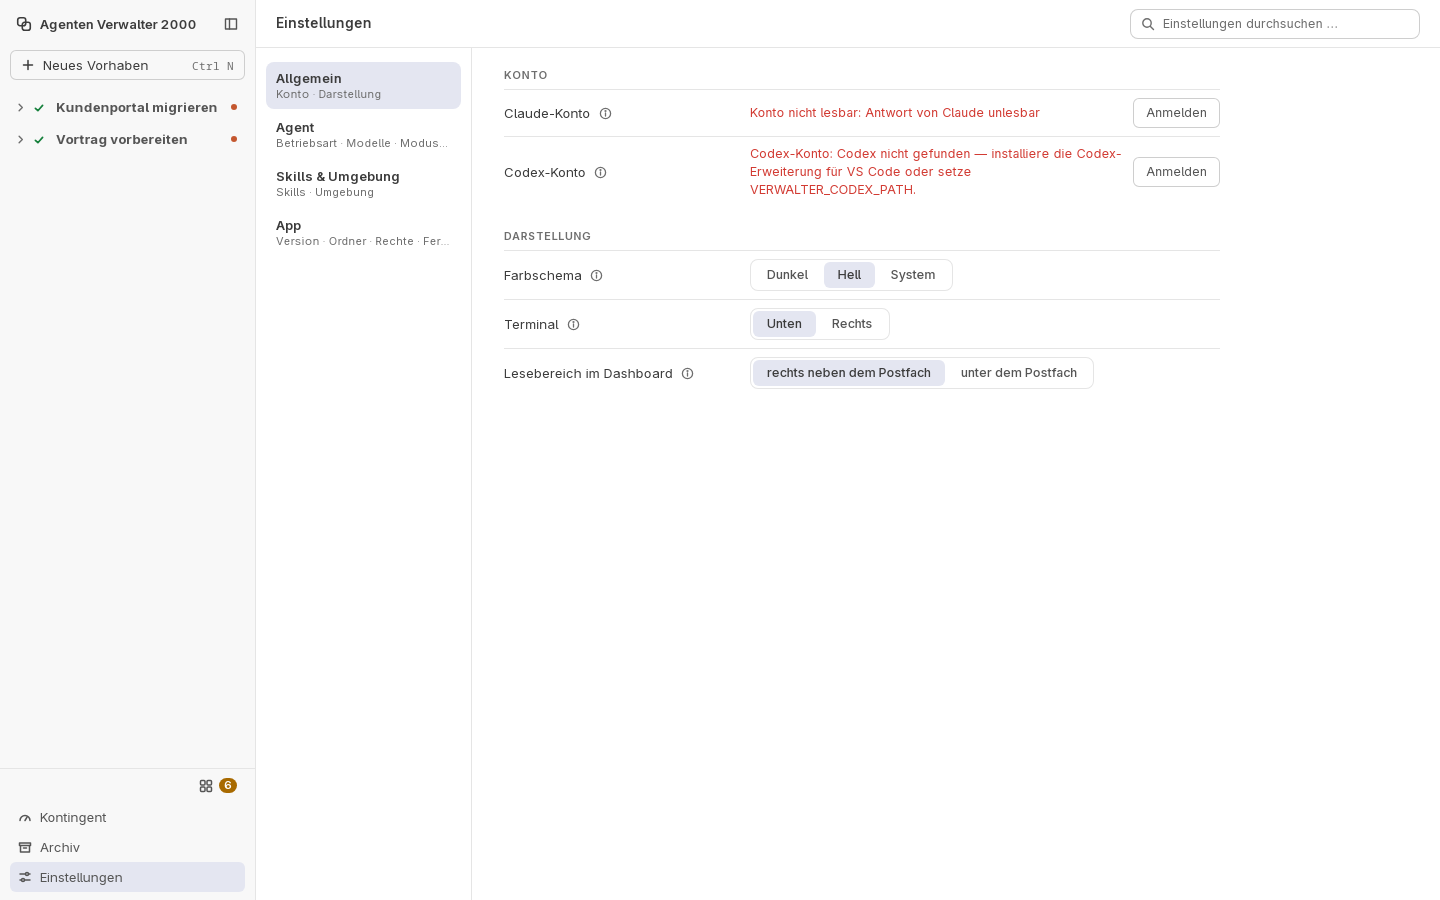 Agenten Verwalter 2000
Neues Vorhaben Ctrl N
Kundenportal migrieren
Vortrag vorbereiten
6
Kontingent
Archiv
Einstellungen
Einstellungen
Einstellungen durchsuchen …
Allgemein
Konto · Darstellung
Agent
Betriebsart · Modelle · Modus…
Skills & Umgebung
Skills · Umgebung
App
Version · Ordner · Rechte · Fer…
KONTO
Claude-Konto
Konto nicht lesbar: Antwort von Claude unlesbar
Anmelden
Codex-Konto
Codex-Konto: Codex nicht gefunden — installiere die Codex-
Erweiterung für VS Code oder setze
VERWALTER_CODEX_PATH.
Anmelden
DARSTELLUNG
Farbschema
Dunkel Hell System
Terminal
Unten Rechts
Lesebereich im Dashboard
rechts neben dem Postfach unter dem Postfach